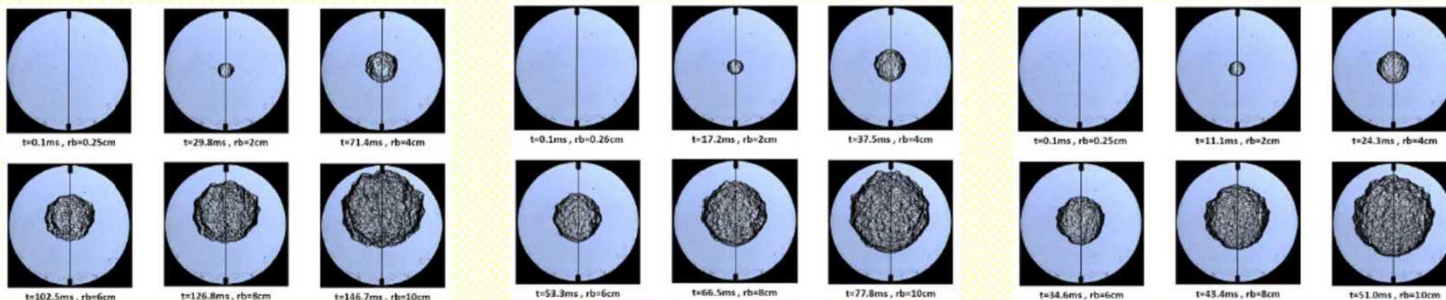 t=0.1ms , rb=0.25cm
t=29.8ms , rb=2cm
t=71.4ms , rb=4cm
t=102.5ms , rb=6cm
t=126.8ms , rb=8cm
t=146.7ms , rb=10cm
t=0.1ms , rb=0.26cm
t=17.2ms , rb=2cm
t=37.5ms , rb=4cm
t=53.3ms , rb=6cm
t=66.5ms , rb=8cm
t=77.8ms , rb=10cm
t=0.1ms , rb=0.25cm
t=11.1ms , rb=2cm
t=24.3ms , rb=4cm
t=34.6ms , rb=6cm
t=43.4ms , rb=8cm
t=51.0ms , rb=10cm